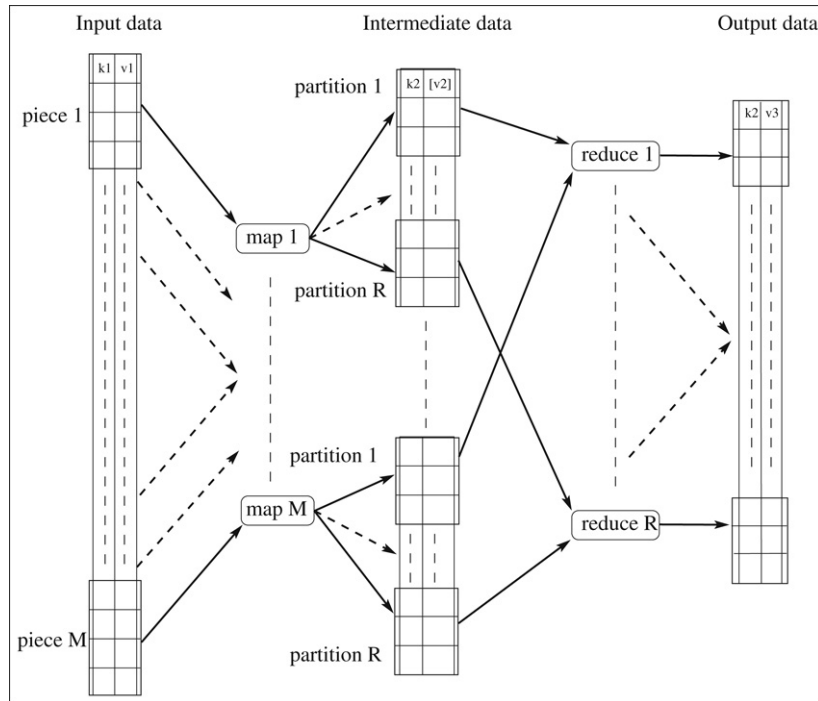 Input data
Intermediate data
Output data
k1 v1
piece 1
partition 1
k2 [v2]
k2 v3
reduce 1
map 1
partition R
partition 1
map M
reduce R
piece M
partition R